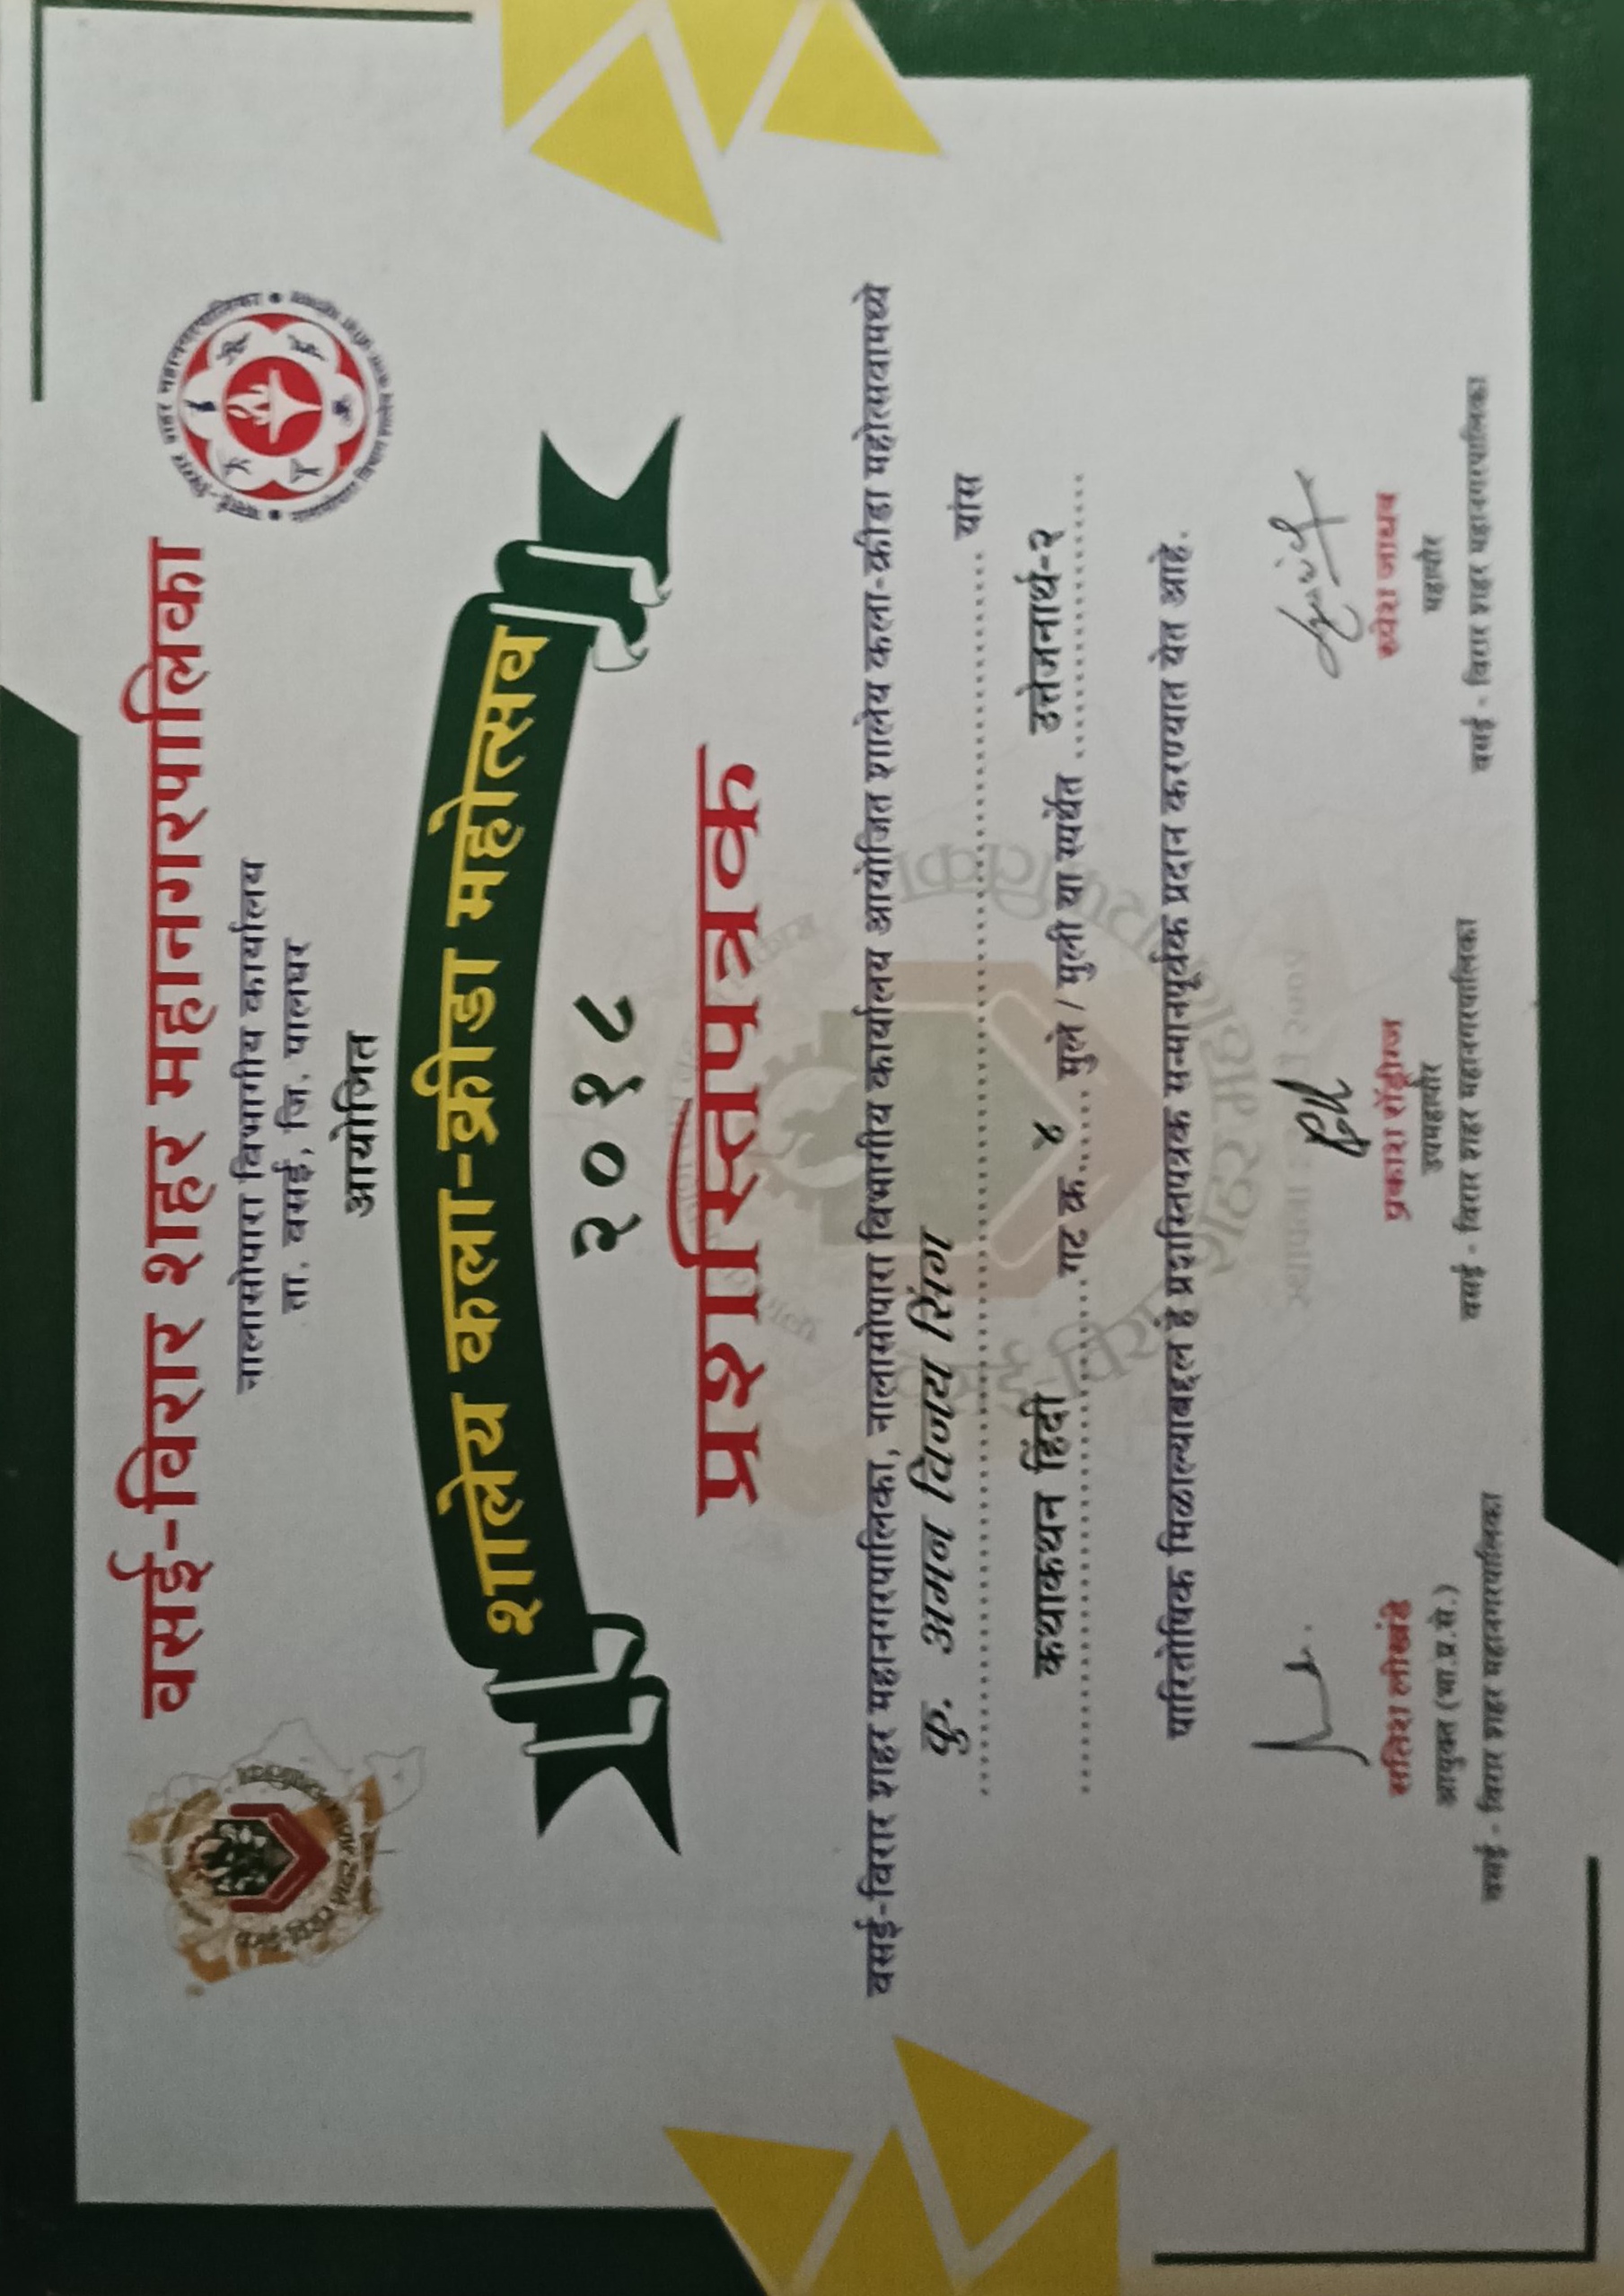 वसई-विरार शहर महानगरपालिका
नालासोपारा विभागीय कार्यालय
ता. वसई, जि. पालघर
आयोजित
शालेय कला-क्रीडा महोत्सव
२०१८
प्रशस्तिपत्रक
वसई-विरार शहर महानगरपालिका, नालासोपारा विभागीय कार्यालय आयोजित शालेय कला-क्रीडा महोत्सवामध्ये
कु. अमन विजय सिंग यांस
कथाकथन हिंदी गट क्र. ४ मुले / मुली या स्पर्धेत उत्तेजनार्थ-२
पारितोषिक मिळाल्याबद्दल हे प्रशस्तिपत्रक सन्मानपूर्वक प्रदान करण्यात येत आहे.
सतिश लोखंडे
आयुक्त (भा.प्र.से.)
वसई - विरार शहर महानगरपालिका
प्रकाश रॉड्रीग्ज
उपमहापौर
वसई - विरार शहर महानगरपालिका
रुपेश जाधव
महापौर
वसई - विरार शहर महानगरपालिका